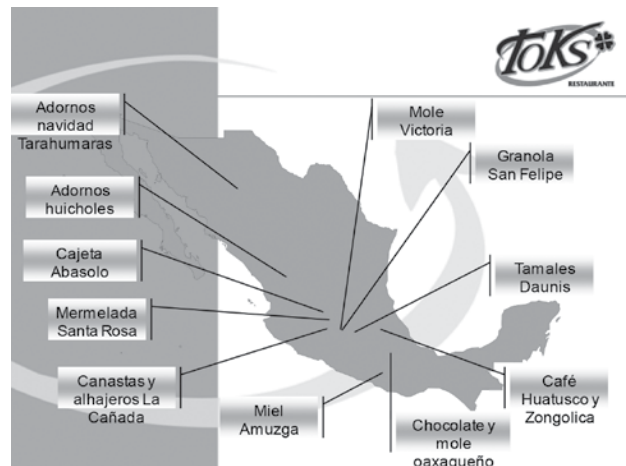 ToKs
RESTAURANTE
Adornos
navidad
Tarahumaras
Mole
Victoria
Granola
San Felipe
Adornos
huicholes
Cajeta
Abasolo
Tamales
Daunis
Mermelada
Santa Rosa
Canastas y
alhajeros La
Cañada
Miel
Amuzga
Chocolate y
mole
oaxaqueño
Café
Huatusco y
Zongolica